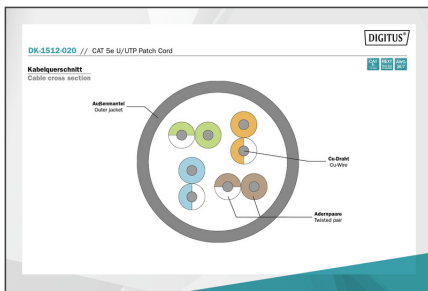 DIGITUS®
DK-1512-020 // CAT 5e U/UTP Patch Cord
Kabelquerschnitt
Cable cross section
Außenmantel
Outer jacket
Cu-Draht
Cu-Wire
Adernpaare
Twisted pair